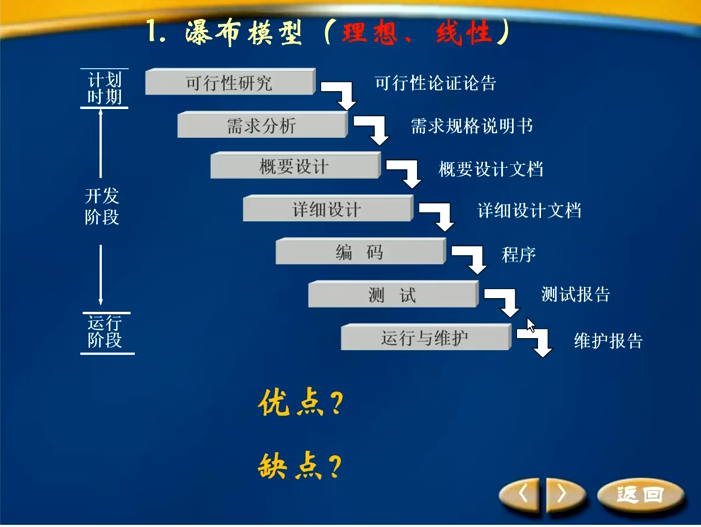 1. 瀑布模型（理想、线性）
计划
时期
可行性研究
可行性论证论告
需求分析
需求规格说明书
概要设计
概要设计文档
开发
阶段
详细设计
详细设计文档
编 码
程序
测 试
测试报告
运行
阶段
运行与维护
维护报告
优点?
缺点?
返回